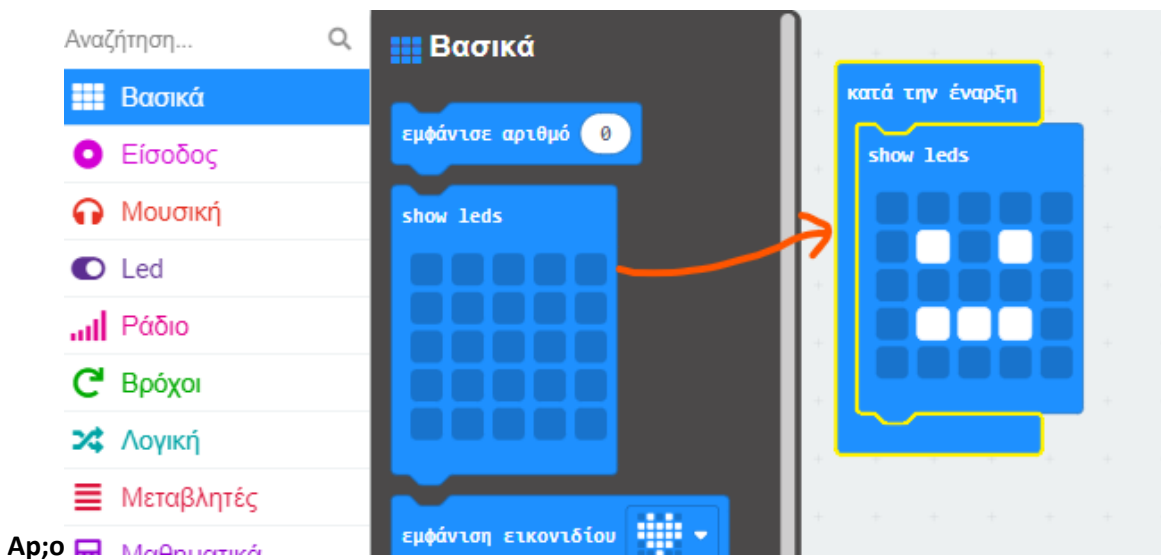 Αναζήτηση...
Βασικά
Είσοδος
Μουσική
Led
Ράδιο
Βρόχοι
Λογική
Μεταβλητές
Μαθηματικά
Αρ;ο
Βασικά
εμφάνισε αριθμό 0
show leds
εμφάνιση εικονιδίου
κατά την έναρξη
show leds